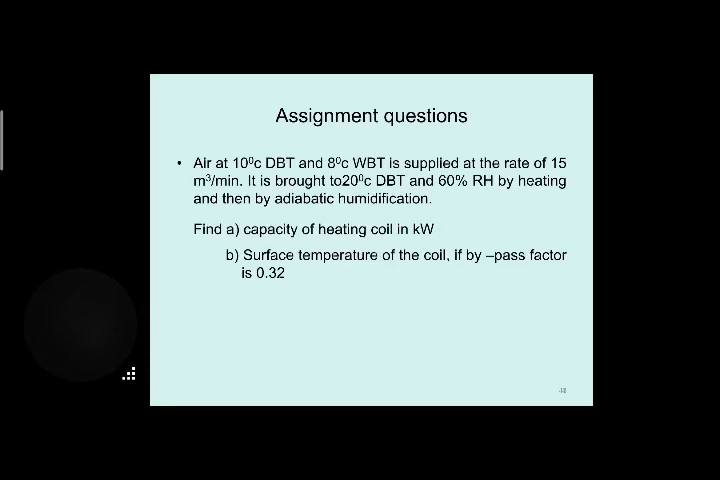 Assignment questions
• Air at 10⁰c DBT and 8⁰c WBT is supplied at the rate of 15
m³/min. It is brought to20⁰c DBT and 60% RH by heating
and then by adiabatic humidification.
Find a) capacity of heating coil in kW
b) Surface temperature of the coil, if by –pass factor
is 0.32